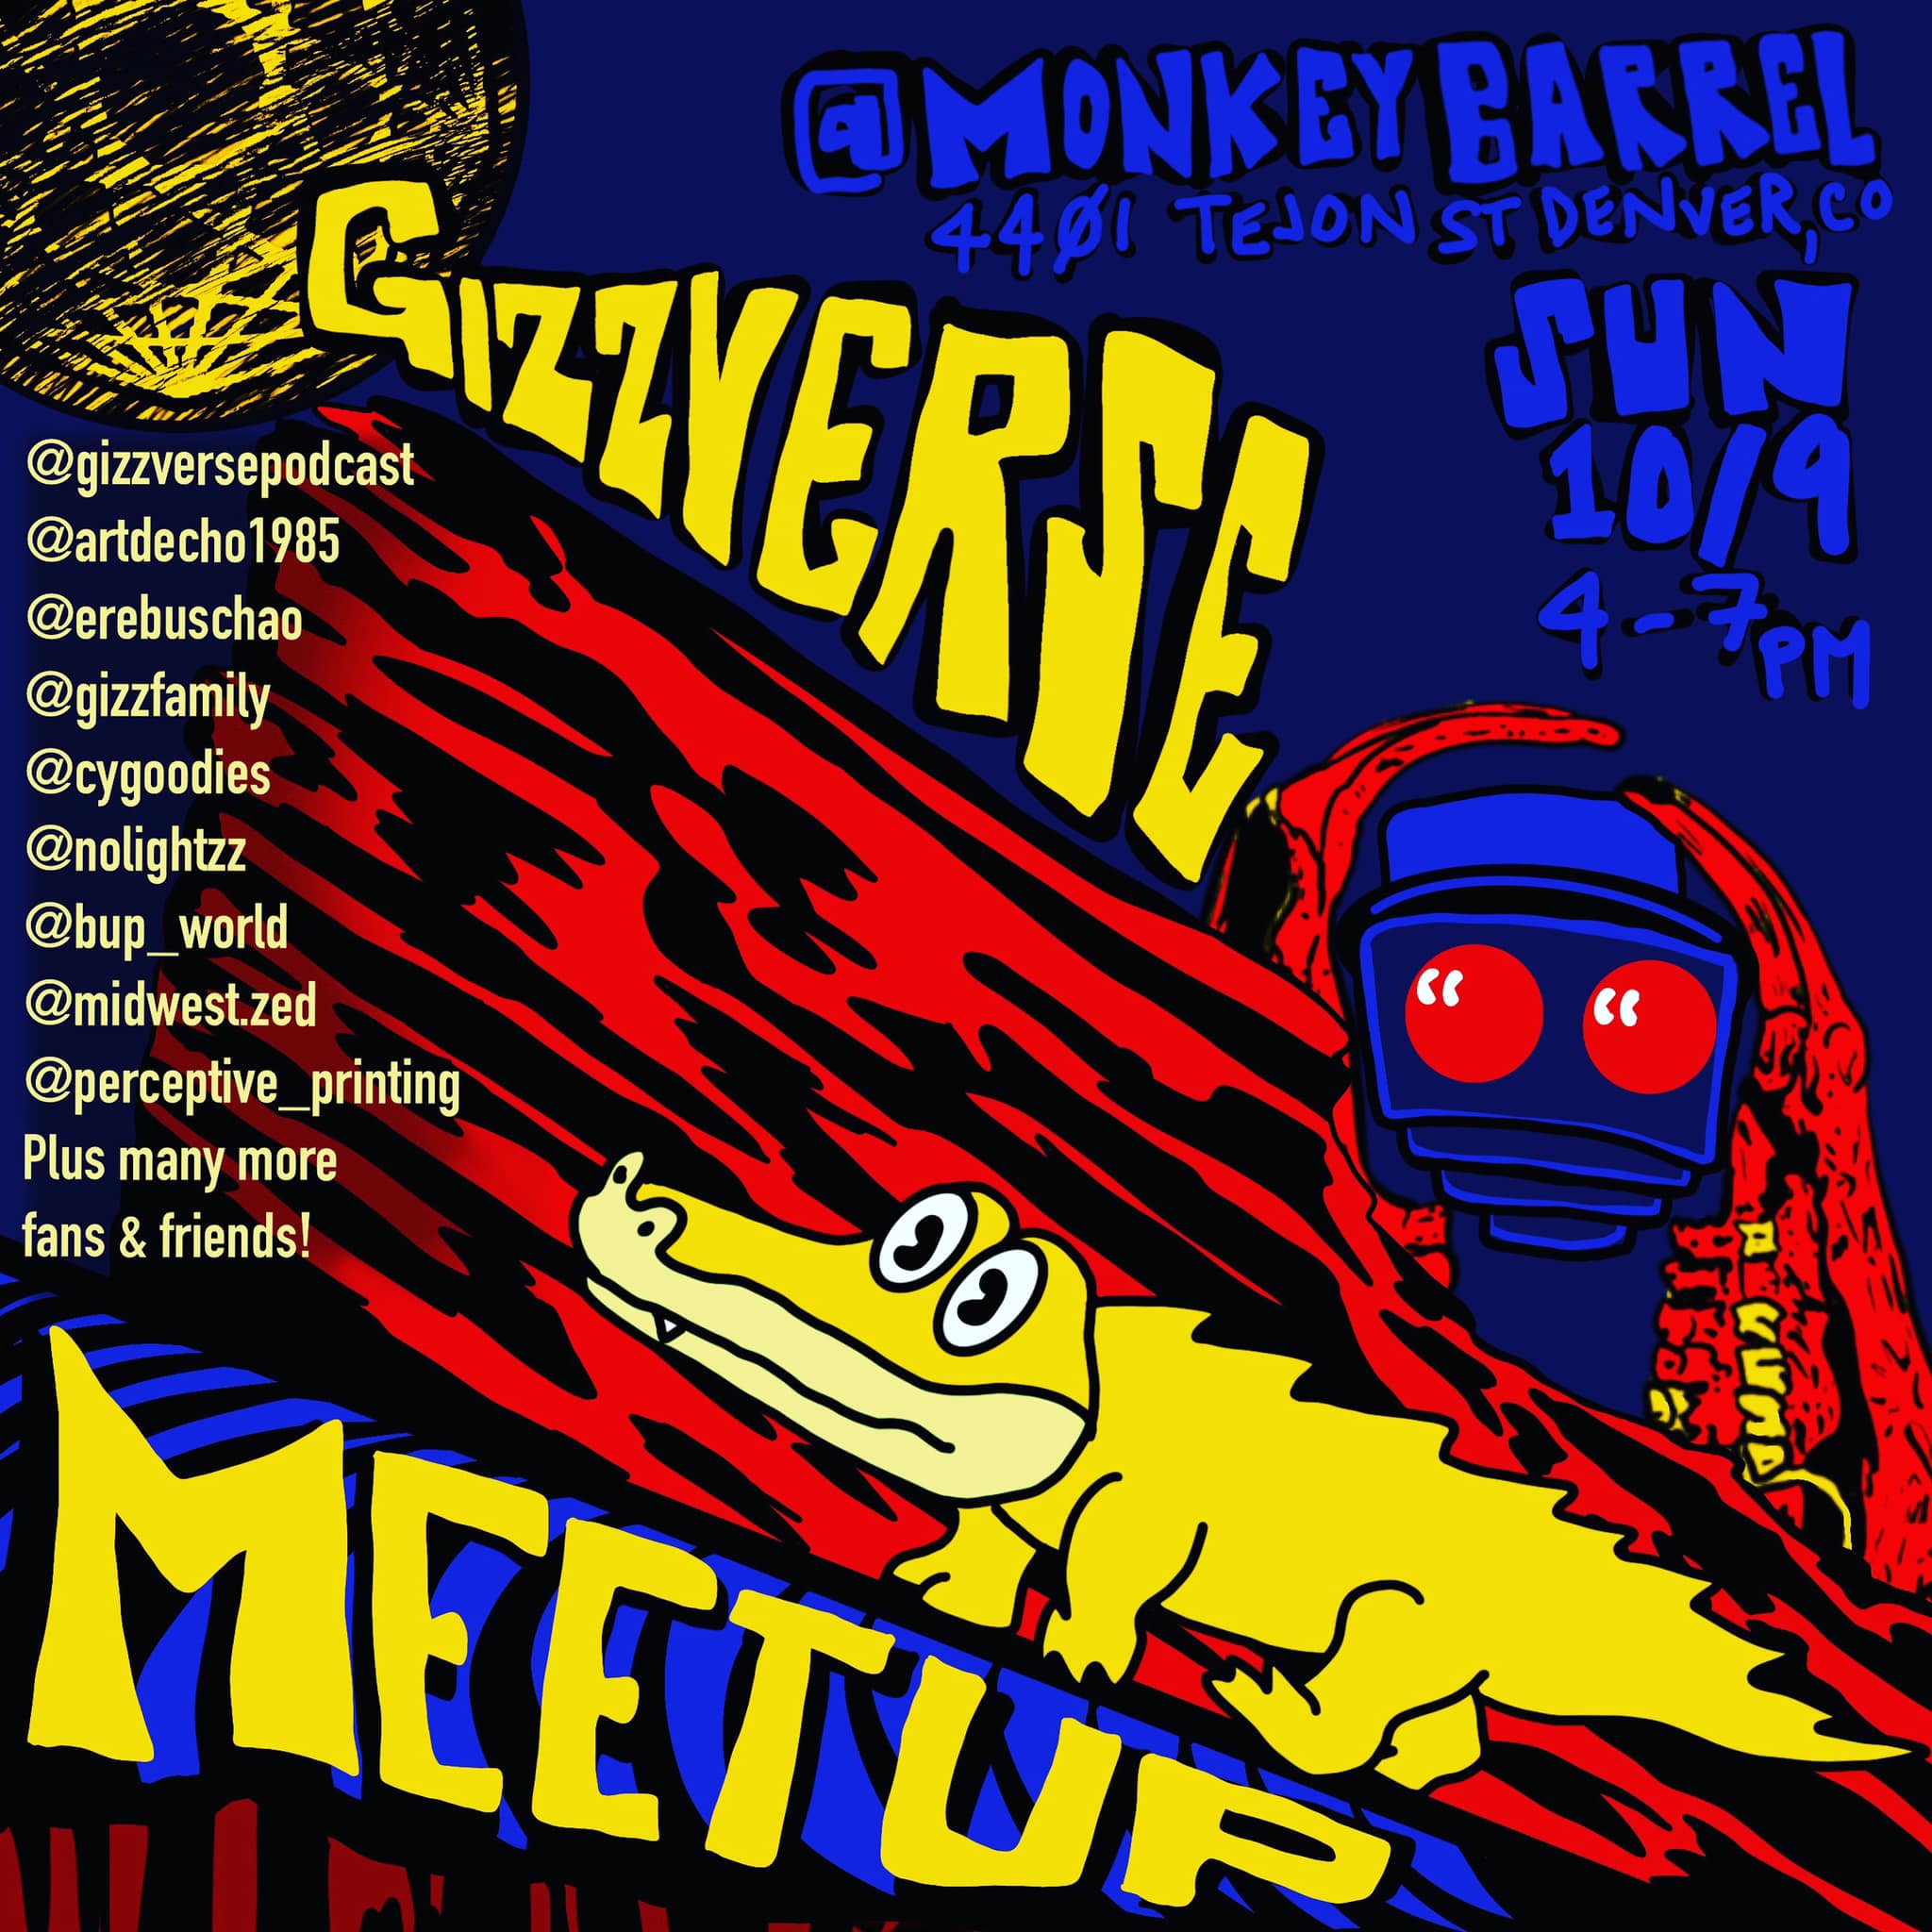 @MONKEY BARREL
44Ø1 TEJON ST DENVER, CO
SUN
10/9
4-7PM
GIZZVERSE
@gizzversepodcast
@artdecho1985
@erebuschao
@gizzfamily
@cygoodies
@nolightzz
@bup_world
@midwest.zed
@perceptive_printing
Plus many more
fans & friends!
MEETUP